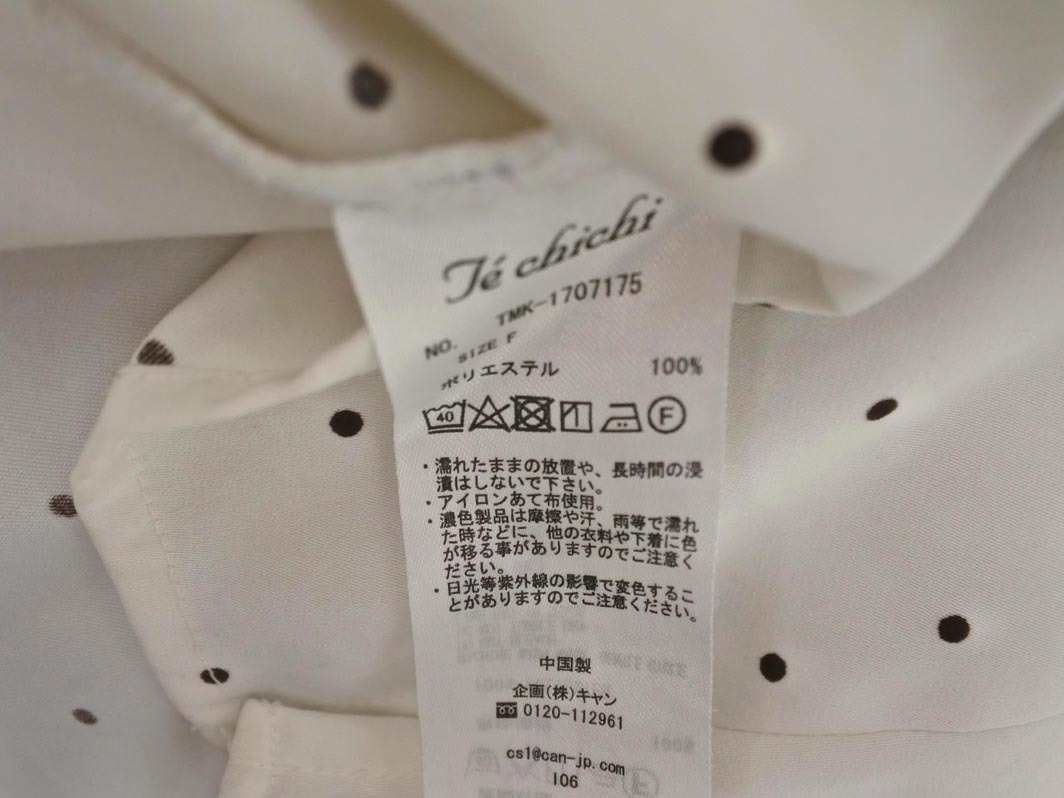 Té chichi
NO. TMK-1707175
SIZE F
ポリエステル 100%
40
F
・濡れたままの放置や、長時間の浸
漬はしないで下さい。
・アイロンあて布使用。
・濃色製品は摩擦や汗、雨等で濡れ
た時などに、他の衣料や下着に色
が移る事がありますのでご注意く
ださい。
・日光等紫外線の影響で変色するこ
とがありますのでご注意ください。
中国製
企画(株)キャン
0120-112961
cs1@can-jp.com
106